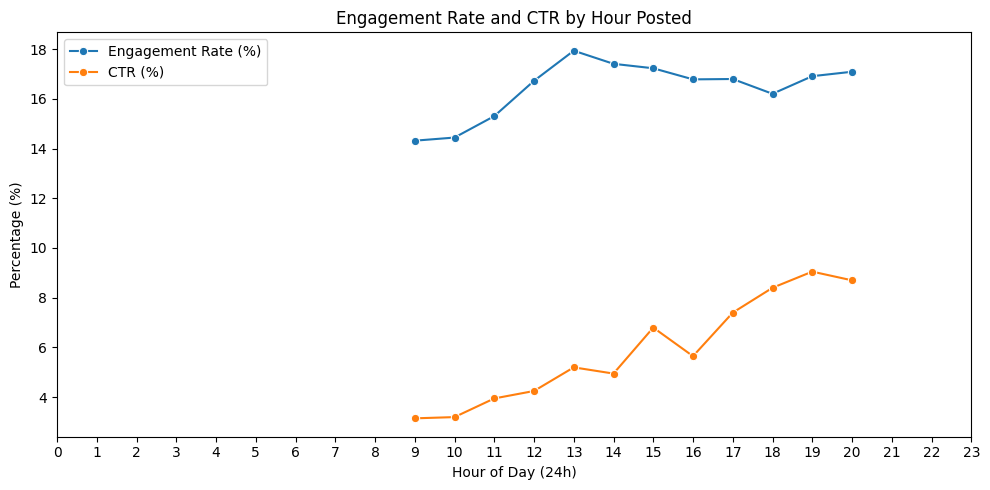 Engagement Rate and CTR by Hour Posted
Engagement Rate (%)
CTR (%)
Percentage (%)
18
16
14
12
10
8
6
4
0 1 2 3 4 5 6 7 8 9 10 11 12 13 14 15 16 17 18 19 20 21 22 23
Hour of Day (24h)